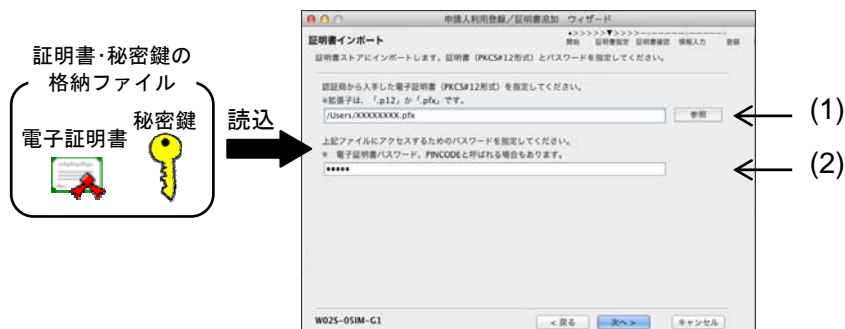 証明書･秘密鍵の
格納ファイル
電子証明書
秘密鍵
読込
申請人利用登録／証明書追加 ウィザード
証明書インポート
•>>>>>▼>>>>−:−−−−−−:−−−−−−:
開始 証明書指定 証明書確認 情報入力 登録
証明書ストアにインポートします。証明書（PKCS#12形式）とパスワードを指定してください。
認証局から入手した電子証明書（PKCS#12形式）を指定してください。
※拡張子は、「.p12」か「.pfx」です。
/Users/XXXXXXXX.pfx
参照
(1)
上記ファイルにアクセスするためのパスワードを指定してください。
※ 電子証明書パスワード、PINCODEと呼ばれる場合もあります。
•••••
(2)
W025-05IM-G1
< 戻る
次へ >
キャンセル